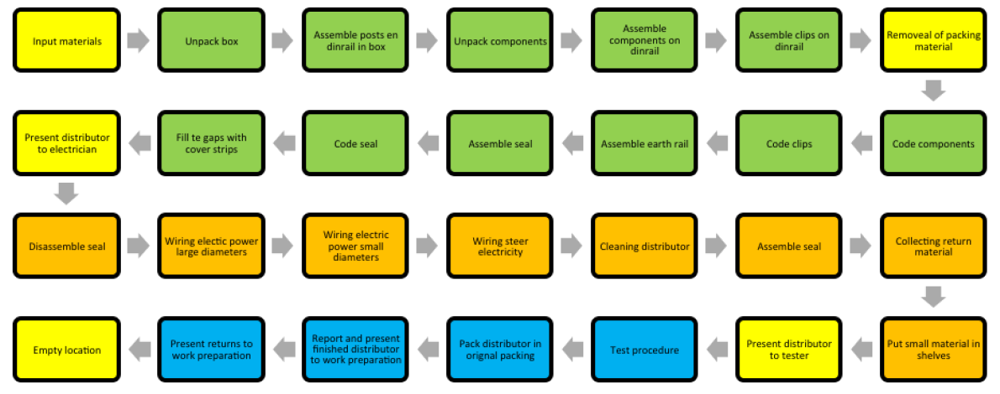 Input materials
Unpack box
Assemble posts en
dinrail in box
Unpack components
Assemble
components on
dinrail
Assemble clips on
dinrail
Removeal of packing
material
Present distributor
to electrician
Fill te gaps with
cover strips
Code seal
Assemble seal
Assemble earth rail
Code clips
Code components
Disassemble seal
Wiring electic power
large diameters
Wiring electric
power small
diameters
Wiring steer
electricity
Cleaning distributor
Assemble seal
Collecting return
material
Empty location
Present returns to
work preparation
Report and present
finished distributor
to work preparation
Pack distributor in
orignal packing
Test procedure
Present distributor
to tester
Put small material in
shelves